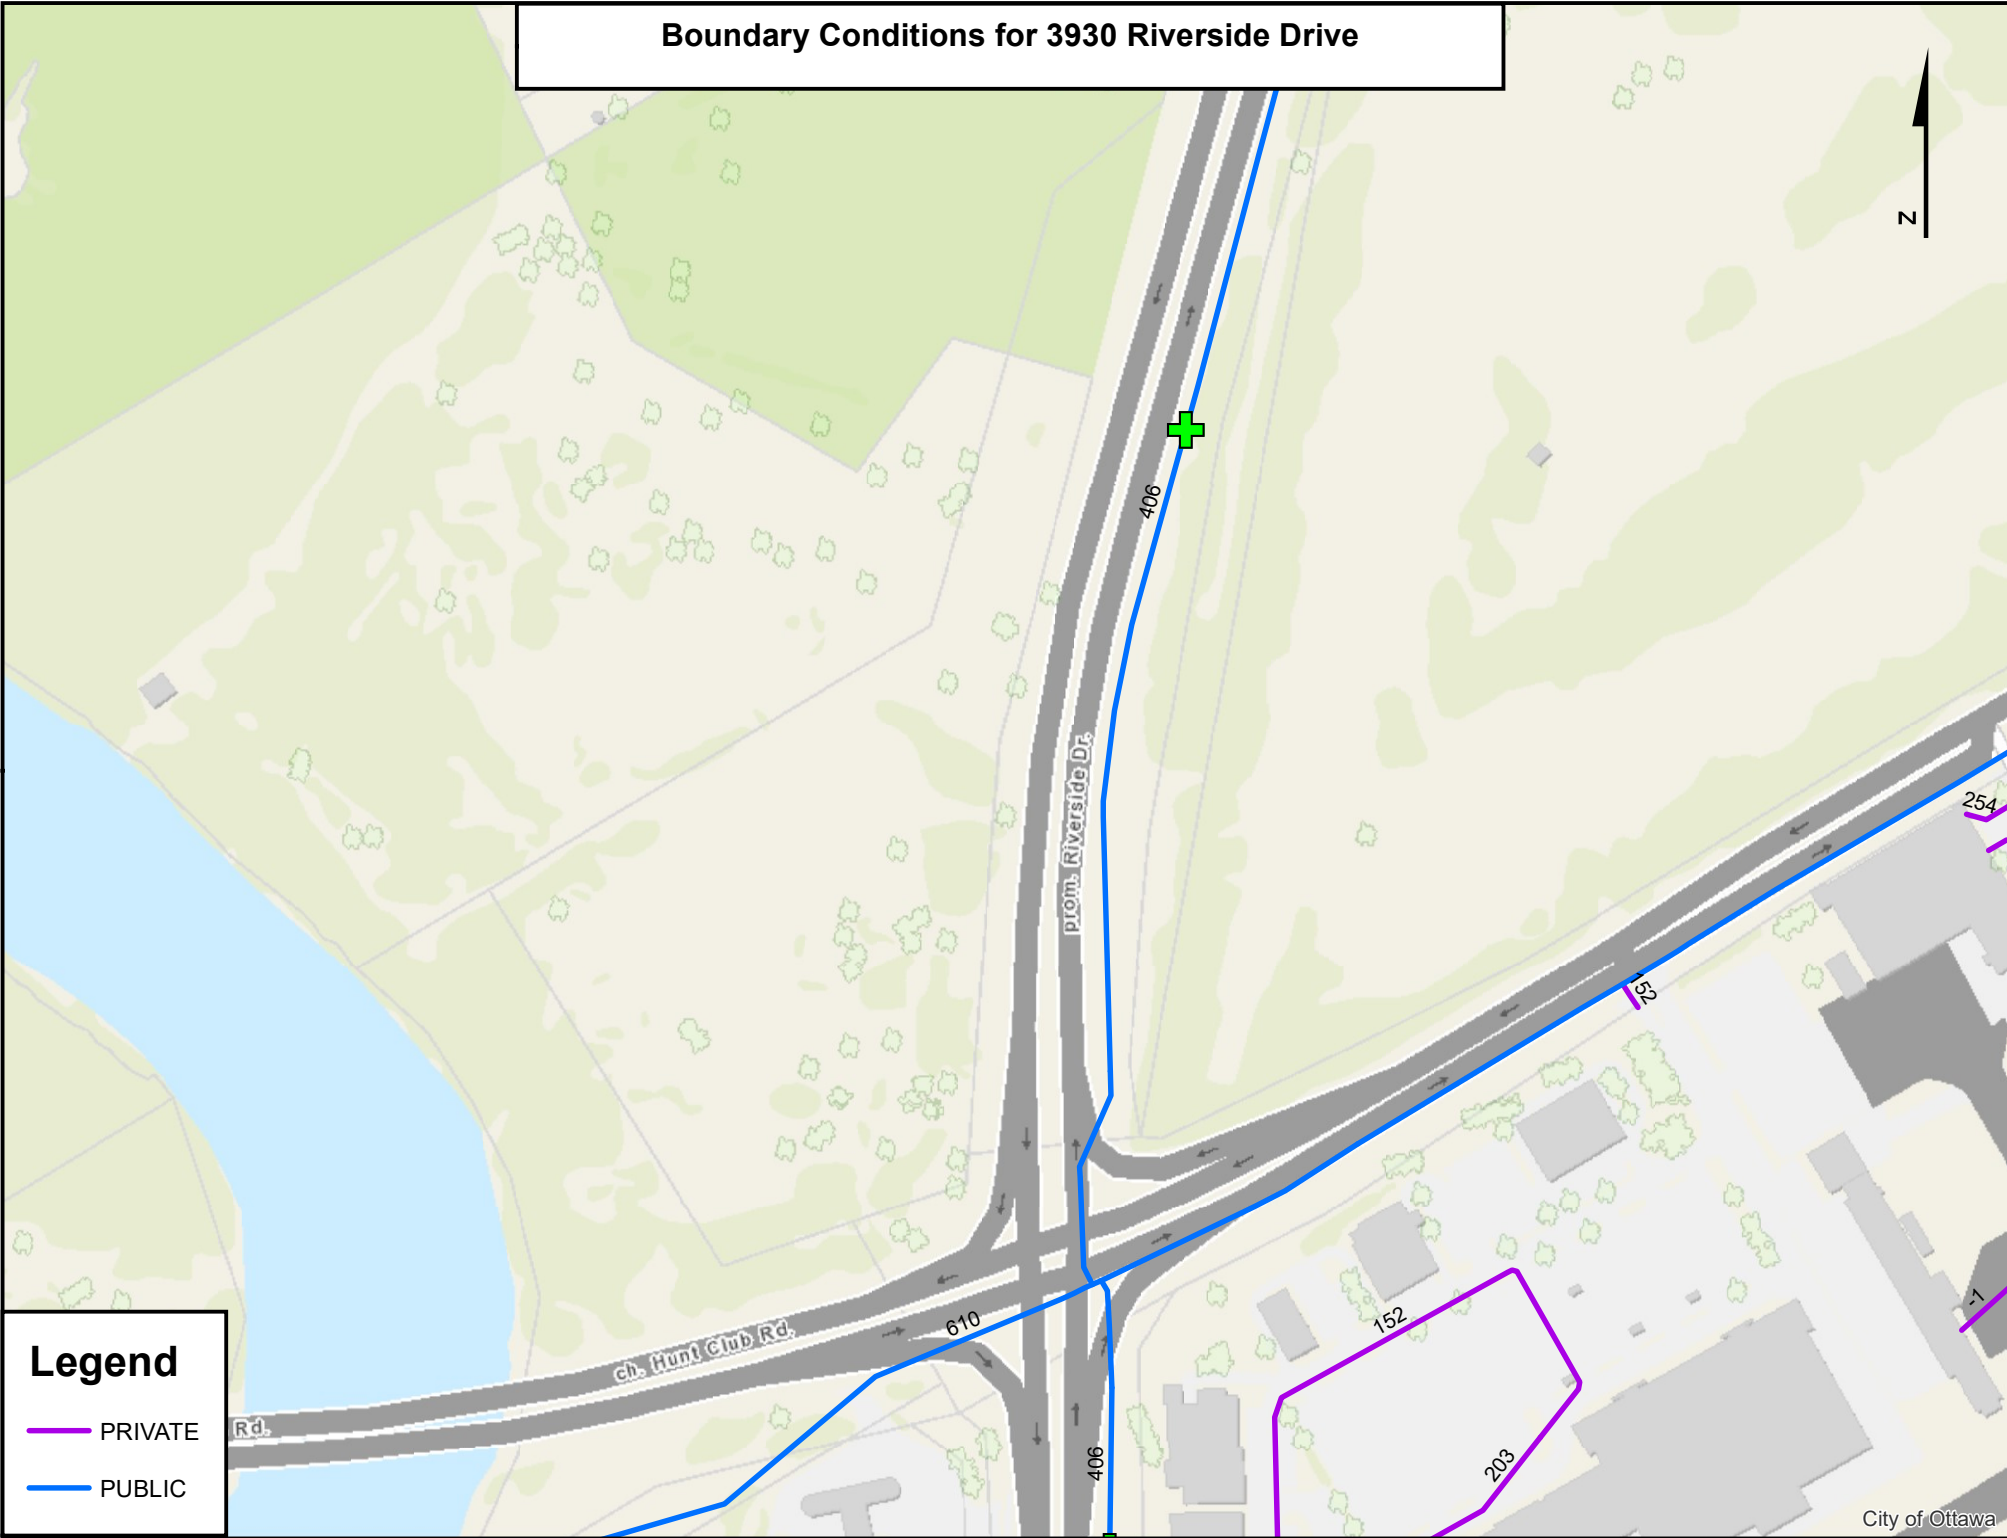 Boundary Conditions for 3930 Riverside Drive
N
406
prom. Riverside Dr.
254
152
610
ch. Hunt Club Rd.
152
-1
Rd.
406
203
Legend
PRIVATE
PUBLIC
City of Ottawa